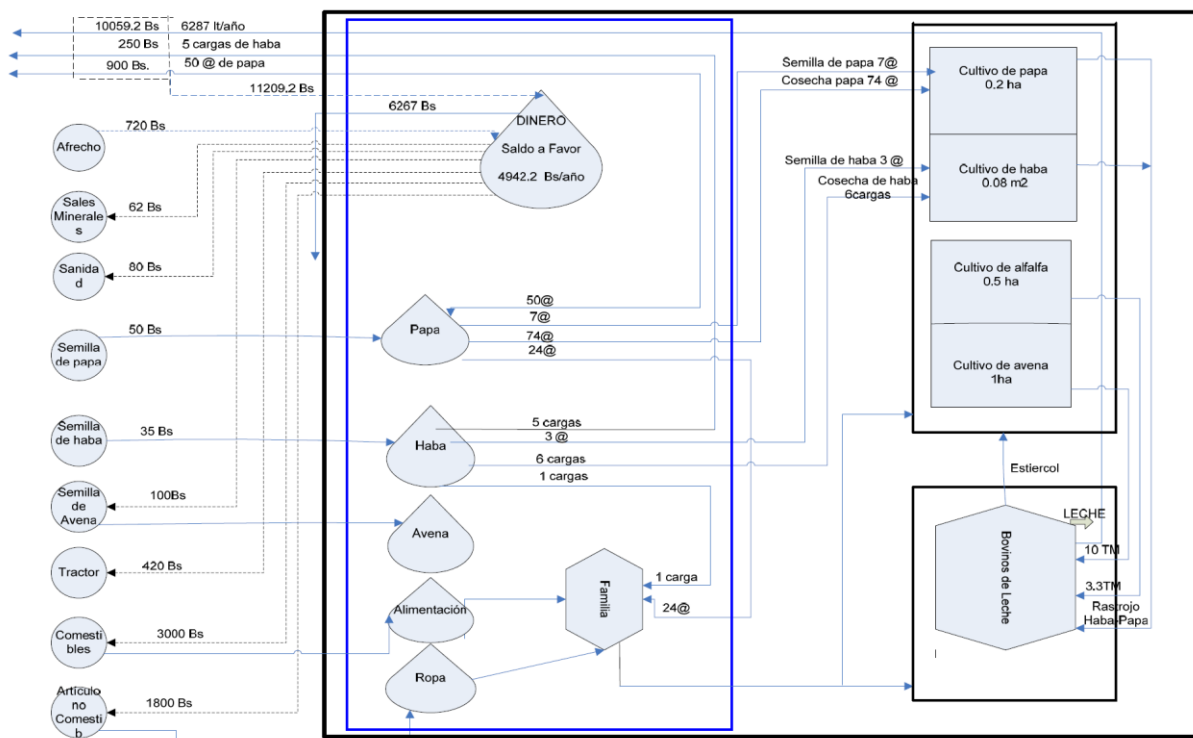 10059.2 Bs 6287 lt/año
250 Bs 5 cargas de haba
900 Bs. 50 @ de papa
11209.2 Bs
6267 Bs
720 Bs
Afrecho
DINERO
Saldo a Favor
4942.2 Bs/año
Sales
Minerale
s
62 Bs
Sanida
d
80 Bs
Semilla
de papa
50 Bs
Papa
50@
7@
74@
24@
Semilla
de haba
35 Bs
Haba
5 cargas
3 @
6 cargas
1 cargas
Semilla
de
Avena
100Bs
Avena
Tractor
420 Bs
Alimentación
Familia
1 carga
24@
Comesti
bles
3000 Bs
Ropa
Artículo
no
Comesti
b
1800 Bs
Semilla de papa 7@
Cosecha papa 74 @
Cultivo de papa
0.2 ha
Semilla de haba 3 @
Cosecha de haba
6cargas
Cultivo de haba
0.08 m2
Cultivo de alfalfa
0.5 ha
Cultivo de avena
1ha
Estiercol
LECHE
Bovinos de Leche
10 TM
3.3TM
Rastrojo
Haba-Papa